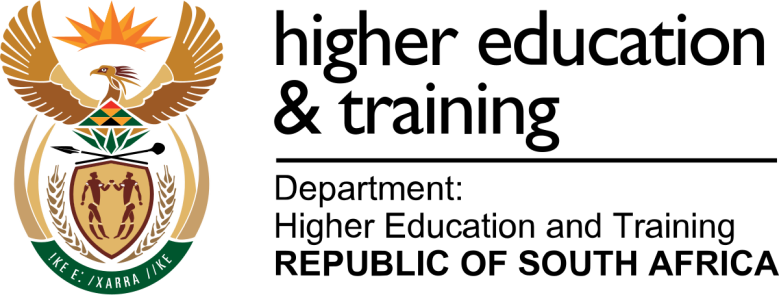 higher education
& training
Department:
Higher Education and Training
REPUBLIC OF SOUTH AFRICA
!KE E: /XARRA //KE